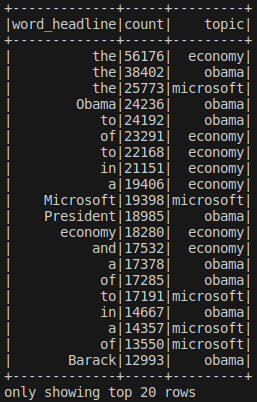 +-------------+-----+---------+
|word_headline|count|    topic|
+-------------+-----+---------+
|          the|56176|  economy|
|          the|38402|    obama|
|          the|25773|microsoft|
|        Obama|24236|    obama|
|           to|24192|    obama|
|           of|23291|  economy|
|           to|22168|  economy|
|           in|21151|  economy|
|            a|19406|  economy|
|    Microsoft|19398|microsoft|
|    President|18985|    obama|
|      economy|18280|  economy|
|          and|17532|  economy|
|            a|17378|    obama|
|           of|17285|    obama|
|           to|17191|microsoft|
|           in|14667|    obama|
|            a|14357|microsoft|
|           of|13550|microsoft|
|       Barack|12993|    obama|
+-------------+-----+---------+
only showing top 20 rows